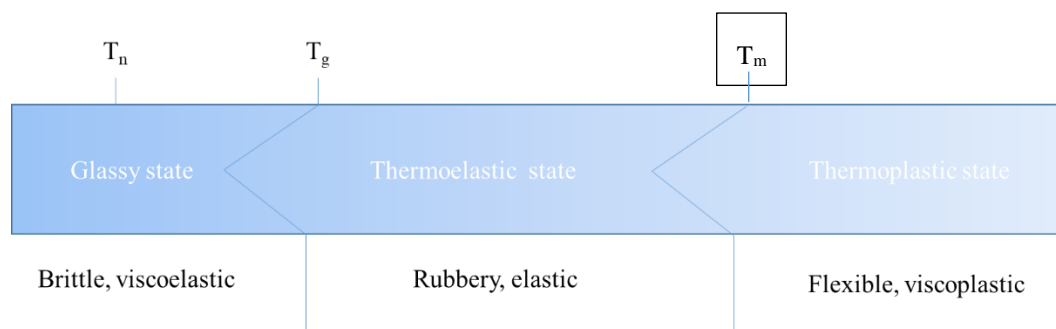 Tn
Tg
Tm
Glassy state
Thermoelastic state
Thermoplastic state
Brittle, viscoelastic
Rubbery, elastic
Flexible, viscoplastic